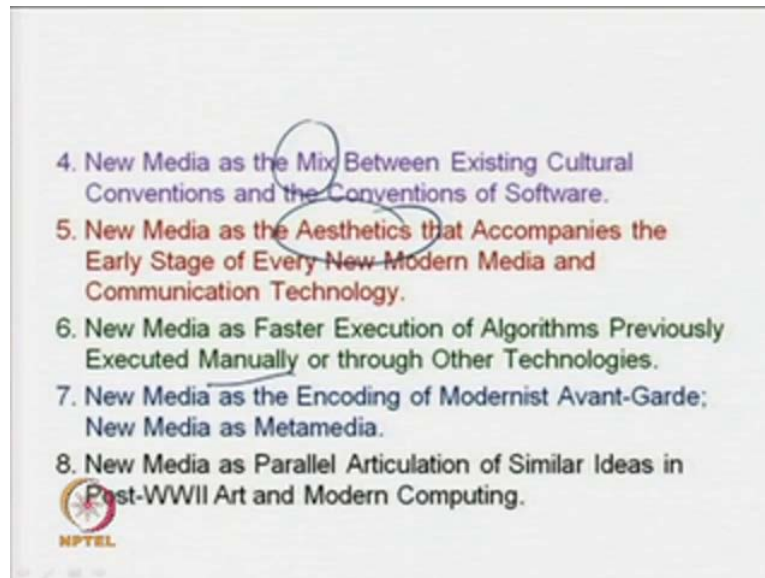 4. New Media as the Mix Between Existing Cultural
Conventions and the Conventions of Software.
5. New Media as the Aesthetics that Accompanies the
Early Stage of Every New Modern Media and
Communication Technology.
6. New Media as Faster Execution of Algorithms Previously
Executed Manually or through Other Technologies.
7. New Media as the Encoding of Modernist Avant-Garde;
New Media as Metamedia.
8. New Media as Parallel Articulation of Similar Ideas in
Post-WWII Art and Modern Computing.
NPTEL